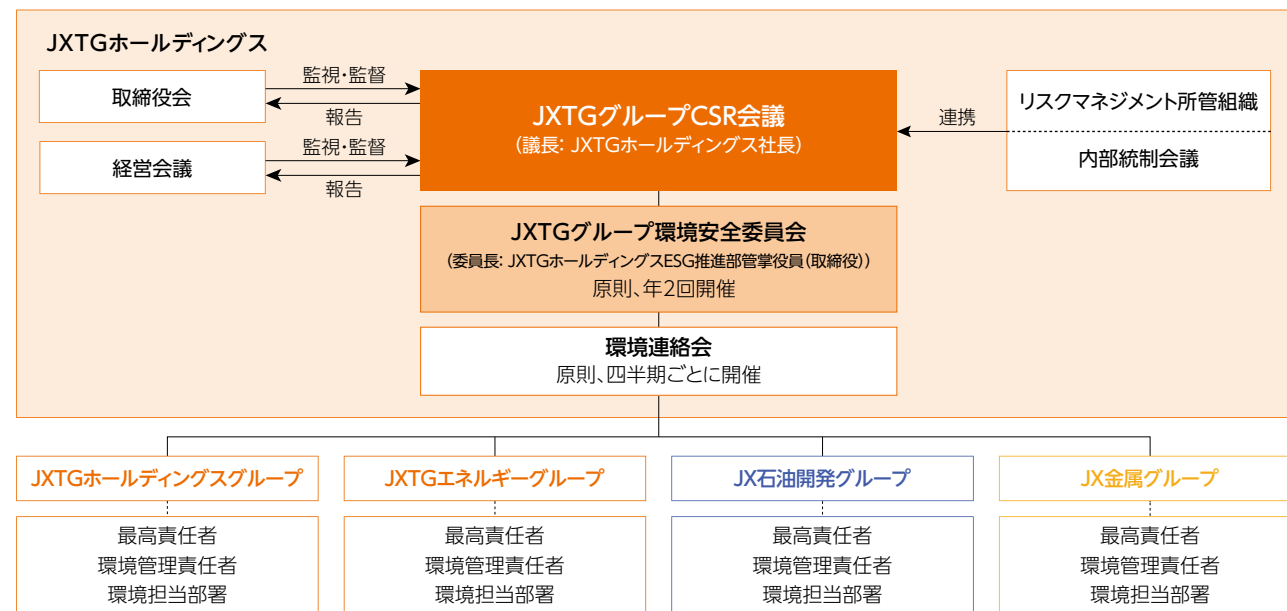 JXTGホールディングス
取締役会
監視・監督
報告
経営会議
監視・監督
報告
JXTGグループCSR会議
(議長: JXTGホールディングス社長)
連携
リスクマネジメント所管組織
内部統制会議
JXTGグループ環境安全委員会
(委員長: JXTGホールディングスESG推進部管掌役員(取締役))
原則、年2回開催
環境連絡会
原則、四半期ごとに開催
JXTGホールディングスグループ
最高責任者
環境管理責任者
環境担当部署
JXTGエネルギーグループ
最高責任者
環境管理責任者
環境担当部署
JX石油開発グループ
最高責任者
環境管理責任者
環境担当部署
JX金属グループ
最高責任者
環境管理責任者
環境担当部署